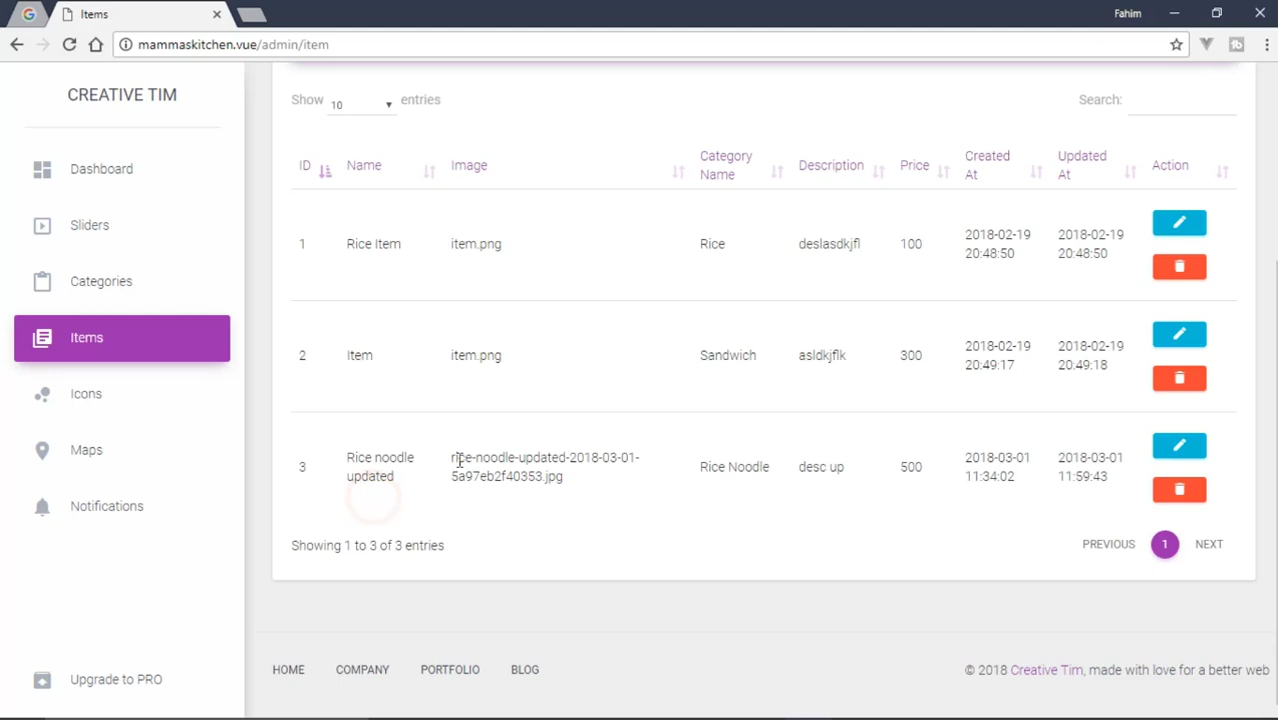 Items
Fahim
mammaskitchen.vue/admin/item
CREATIVE TIM
Dashboard
Sliders
Categories
Items
Icons
Maps
Notifications
Upgrade to PRO
Show 10 entries
Search:
ID Name Image Category Name Description Price Created At Updated At Action
1 Rice Item item.png Rice deslasdkjfl 100 2018-02-19 20:48:50 2018-02-19 20:48:50
2 Item item.png Sandwich asldkjflk 300 2018-02-19 20:49:17 2018-02-19 20:49:18
3 Rice noodle updated rice-noodle-updated-2018-03-01-5a97eb2f40353.jpg Rice Noodle desc up 500 2018-03-01 11:34:02 2018-03-01 11:59:43
Showing 1 to 3 of 3 entries
PREVIOUS 1 NEXT
HOME COMPANY PORTFOLIO BLOG
© 2018 Creative Tim, made with love for a better web